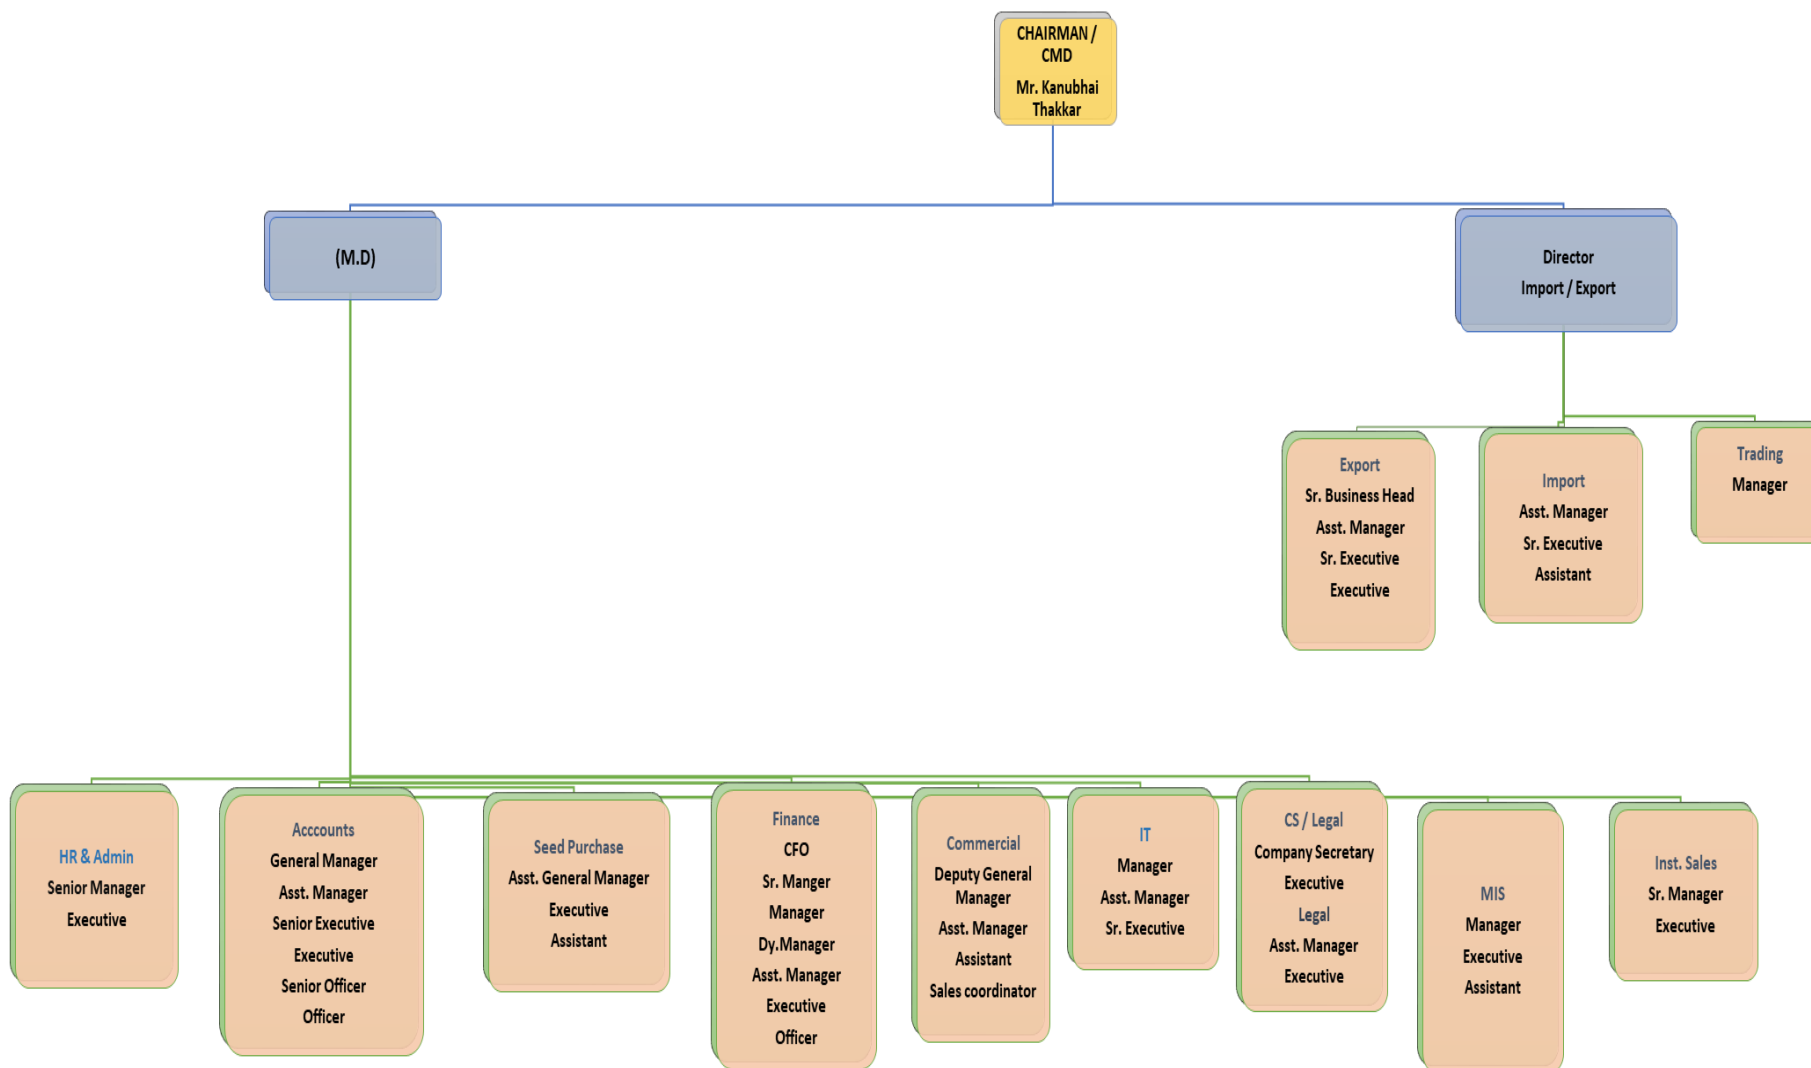 CHAIRMAN /
CMD
Mr. Kanubhai
Thakkar
(M.D)
Director
Import / Export
Export
Sr. Business Head
Asst. Manager
Sr. Executive
Executive
Import
Asst. Manager
Sr. Executive
Assistant
Trading
Manager
HR & Admin
Senior Manager
Executive
Acccounts
General Manager
Asst. Manager
Senior Executive
Executive
Senior Officer
Officer
Seed Purchase
Asst. General Manager
Executive
Assistant
Finance
CFO
Sr. Manger
Manager
Dy.Manager
Asst. Manager
Executive
Officer
Commercial
Deputy General
Manager
Asst. Manager
Assistant
Sales coordinator
IT
Manager
Asst. Manager
Sr. Executive
CS / Legal
Company Secretary
Executive
Legal
Asst. Manager
Executive
MIS
Manager
Executive
Assistant
Inst. Sales
Sr. Manager
Executive